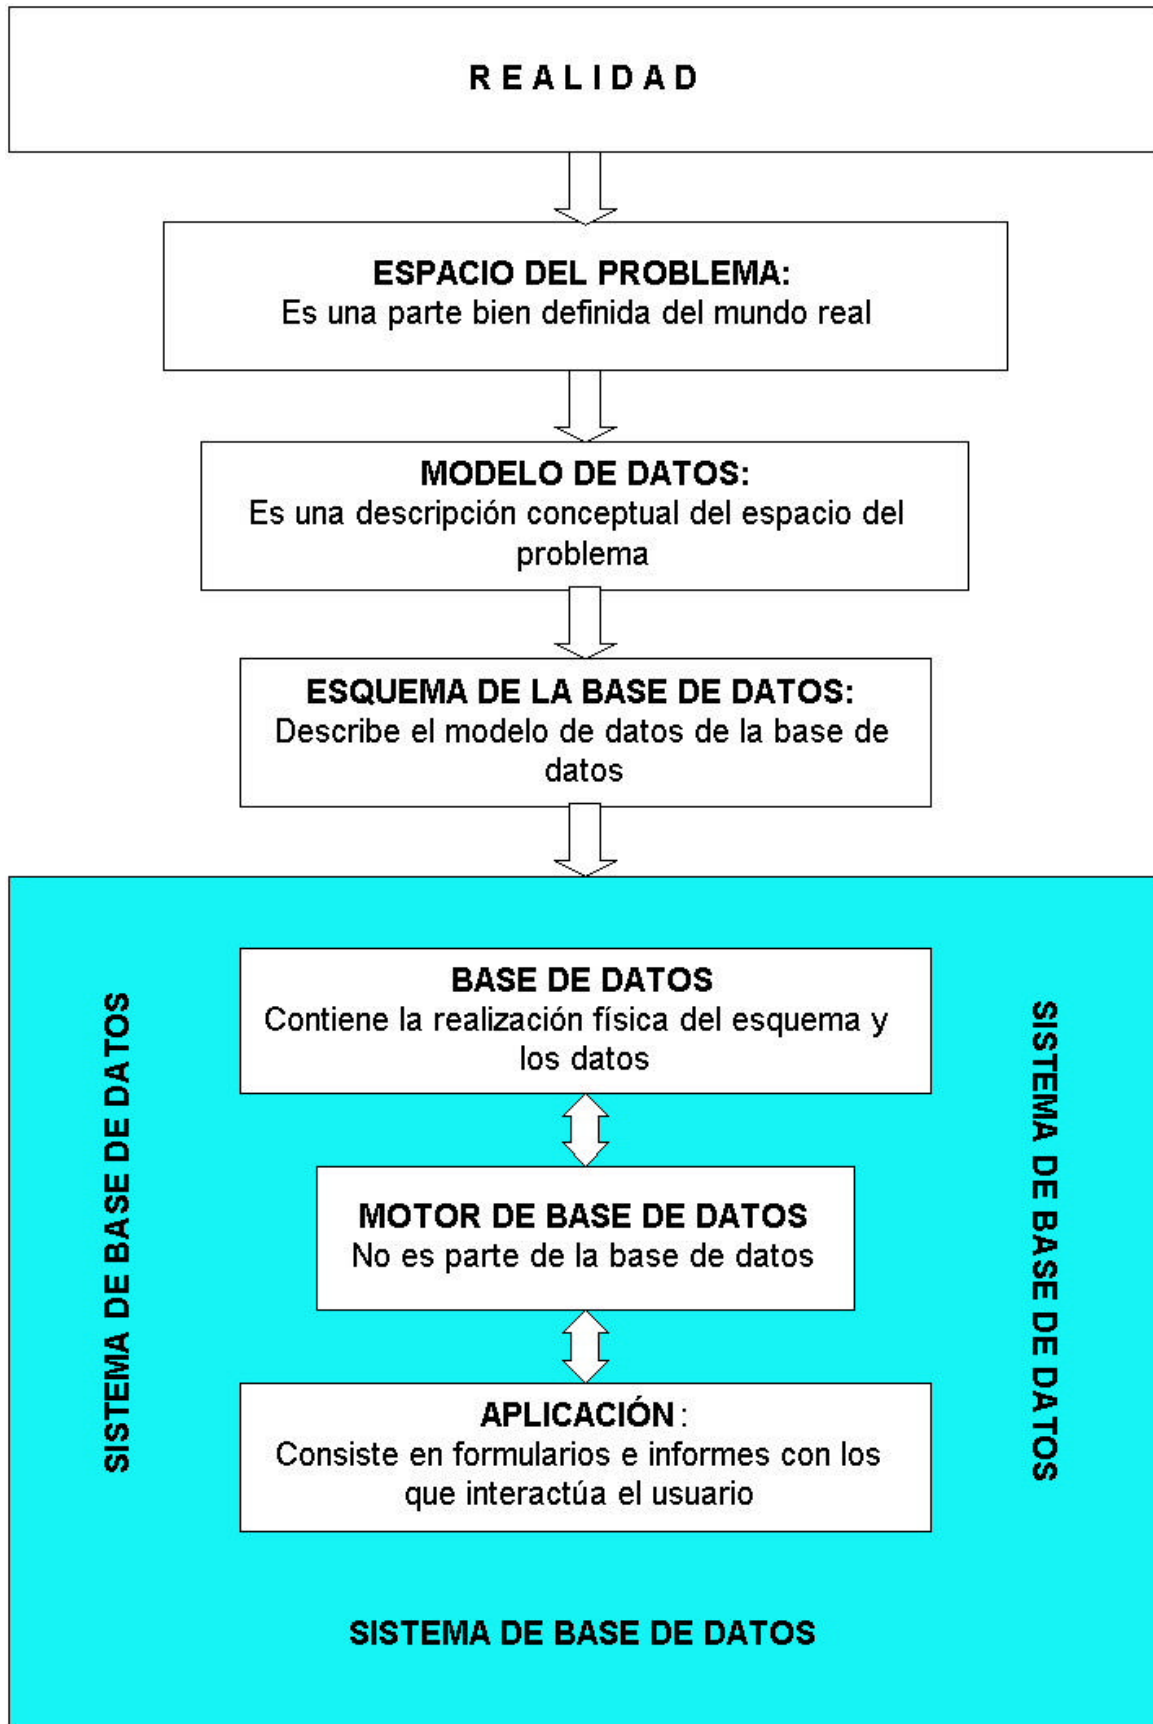 R E A L I D A D
ESPACIO DEL PROBLEMA:
Es una parte bien definida del mundo real
MODELO DE DATOS:
Es una descripción conceptual del espacio del
problema
ESQUEMA DE LA BASE DE DATOS:
Describe el modelo de datos de la base de
datos
BASE DE DATOS
Contiene la realización física del esquema y
los datos
MOTOR DE BASE DE DATOS
No es parte de la base de datos
APLICACIÓN :
Consiste en formularios e informes con los
que interactúa el usuario
SISTEMA DE BASE DE DATOS
SISTEMA DE BASE DE DATOS
SISTEMA DE BASE DE DATOS